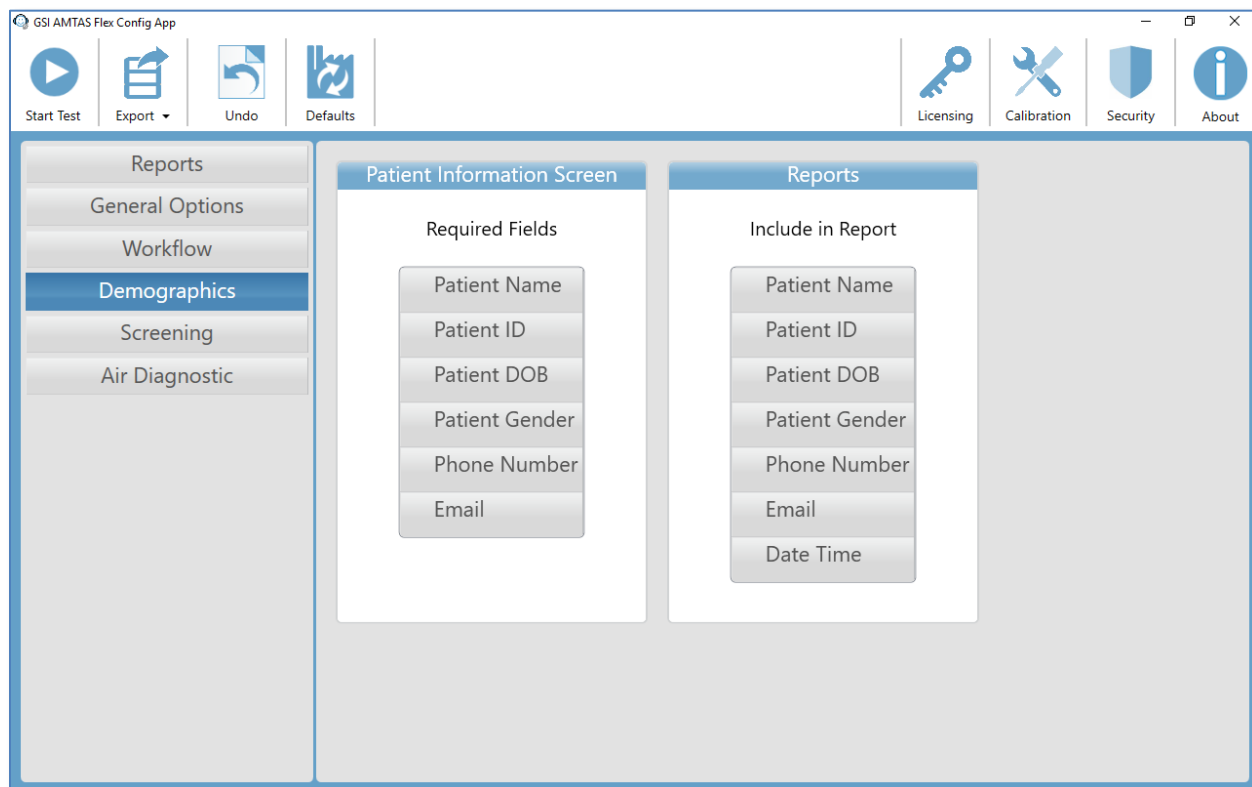 GSI AMTAS Flex Config App
Start Test
Export
Undo
Defaults
Licensing
Calibration
Security
About
Reports
General Options
Workflow
Demographics
Screening
Air Diagnostic
Patient Information Screen
Required Fields
Patient Name
Patient ID
Patient DOB
Patient Gender
Phone Number
Email
Reports
Include in Report
Patient Name
Patient ID
Patient DOB
Patient Gender
Phone Number
Email
Date Time